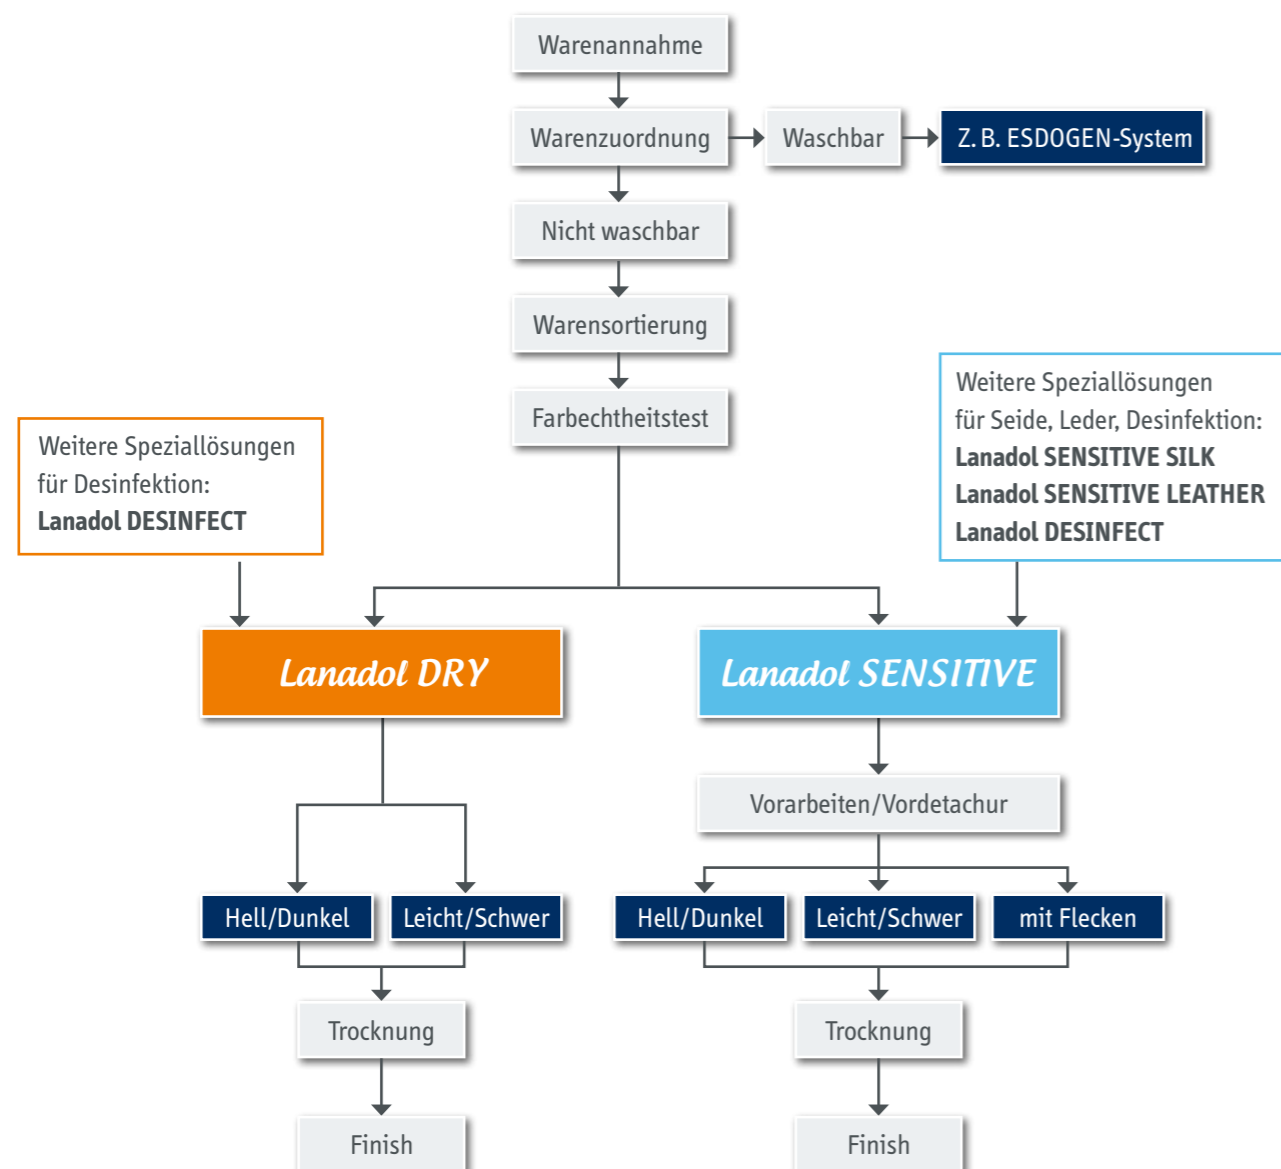 Warenannahme
Warenzuordnung
Waschbar
Z. B. ESDOGEN-System
Nicht waschbar
Warensortierung
Farbechtheitstest
Weitere Speziallösungen
für Desinfektion:
Lanadol DESINFECT
Weitere Speziallösungen
für Seide, Leder, Desinfektion:
Lanadol SENSITIVE SILK
Lanadol SENSITIVE LEATHER
Lanadol DESINFECT
Lanadol DRY
Lanadol SENSITIVE
Vorarbeiten/Vordetachur
Hell/Dunkel
Leicht/Schwer
Hell/Dunkel
Leicht/Schwer
mit Flecken
Trocknung
Trocknung
Finish
Finish